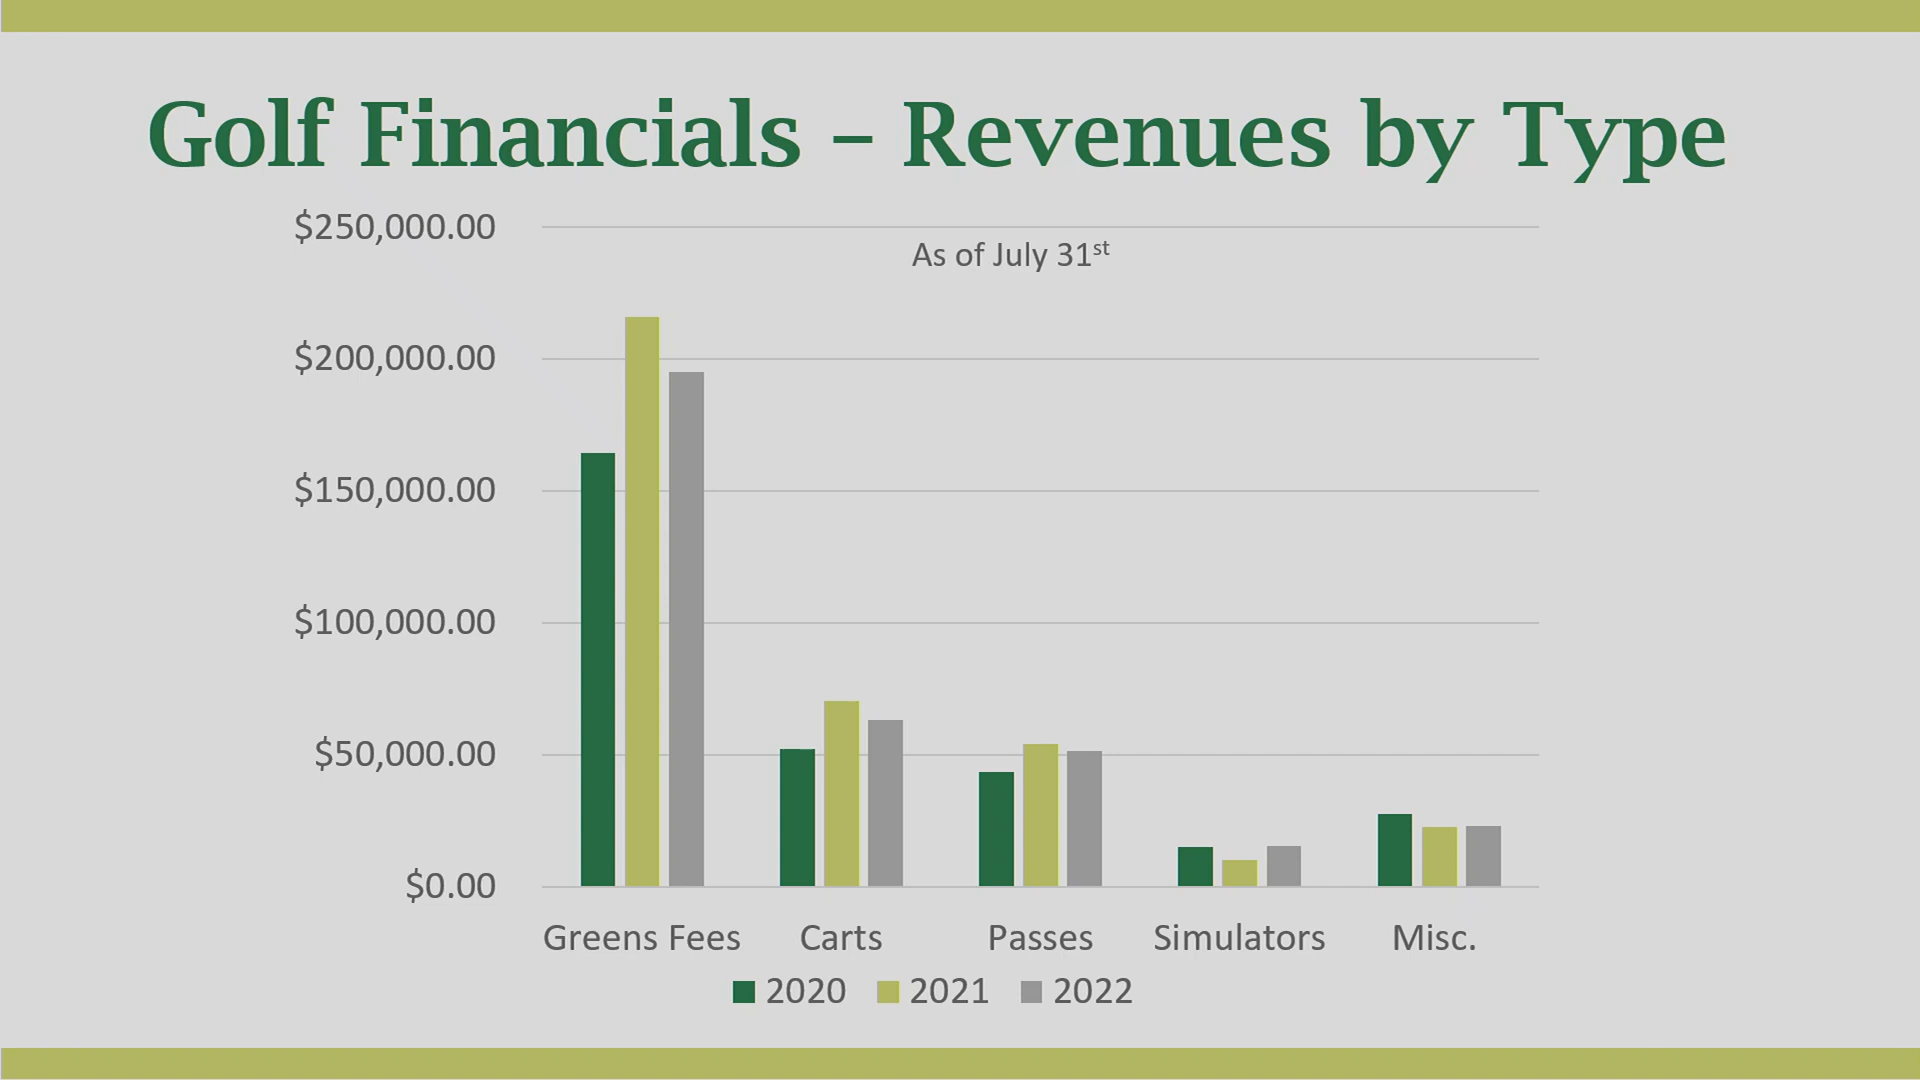 Golf Financials – Revenues by Type
$250,000.00
As of July 31st
$200,000.00
$150,000.00
$100,000.00
$50,000.00
$0.00
Greens Fees Carts Passes Simulators Misc.
2020 2021 2022